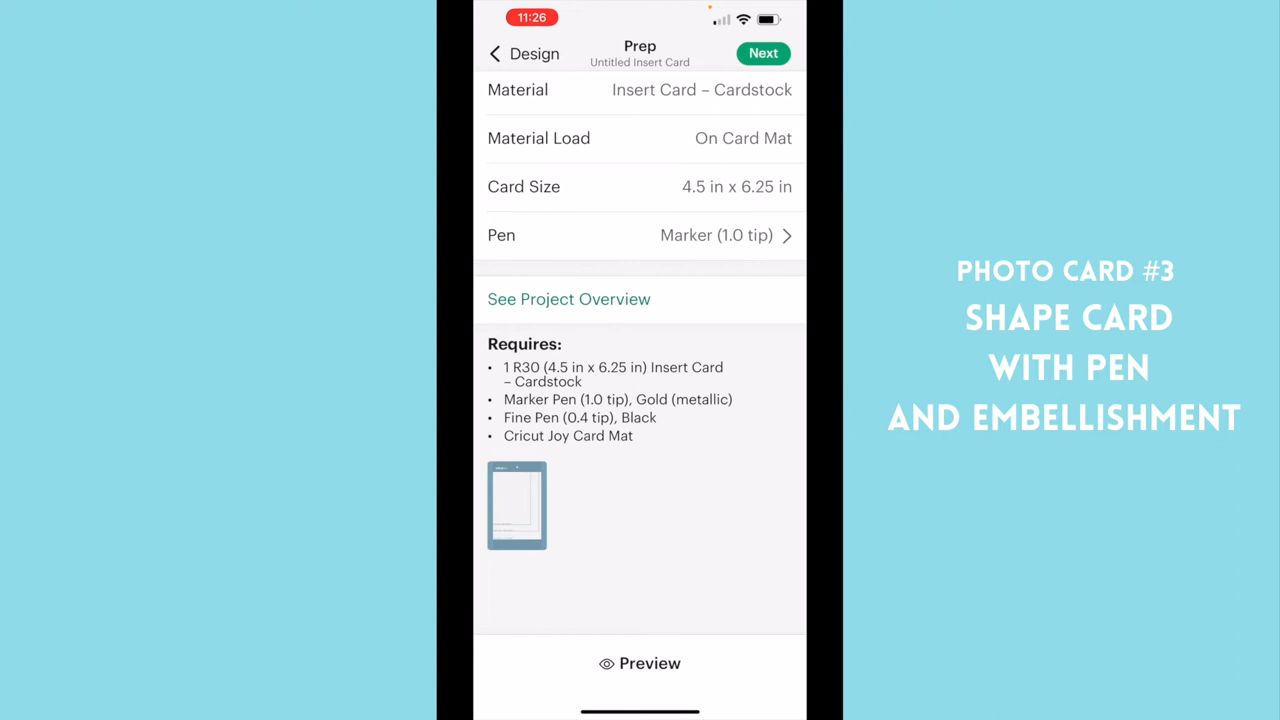 11:26
Design
Prep
Untitled Insert Card
Next
Material Insert Card – Cardstock
Material Load On Card Mat
Card Size 4.5 in x 6.25 in
Pen Marker (1.0 tip)
See Project Overview
Requires:
• 1 R30 (4.5 in x 6.25 in) Insert Card
– Cardstock
• Marker Pen (1.0 tip), Gold (metallic)
• Fine Pen (0.4 tip), Black
• Cricut Joy Card Mat
Preview
PHOTO CARD #3
SHAPE CARD
WITH PEN
AND EMBELLISHMENT